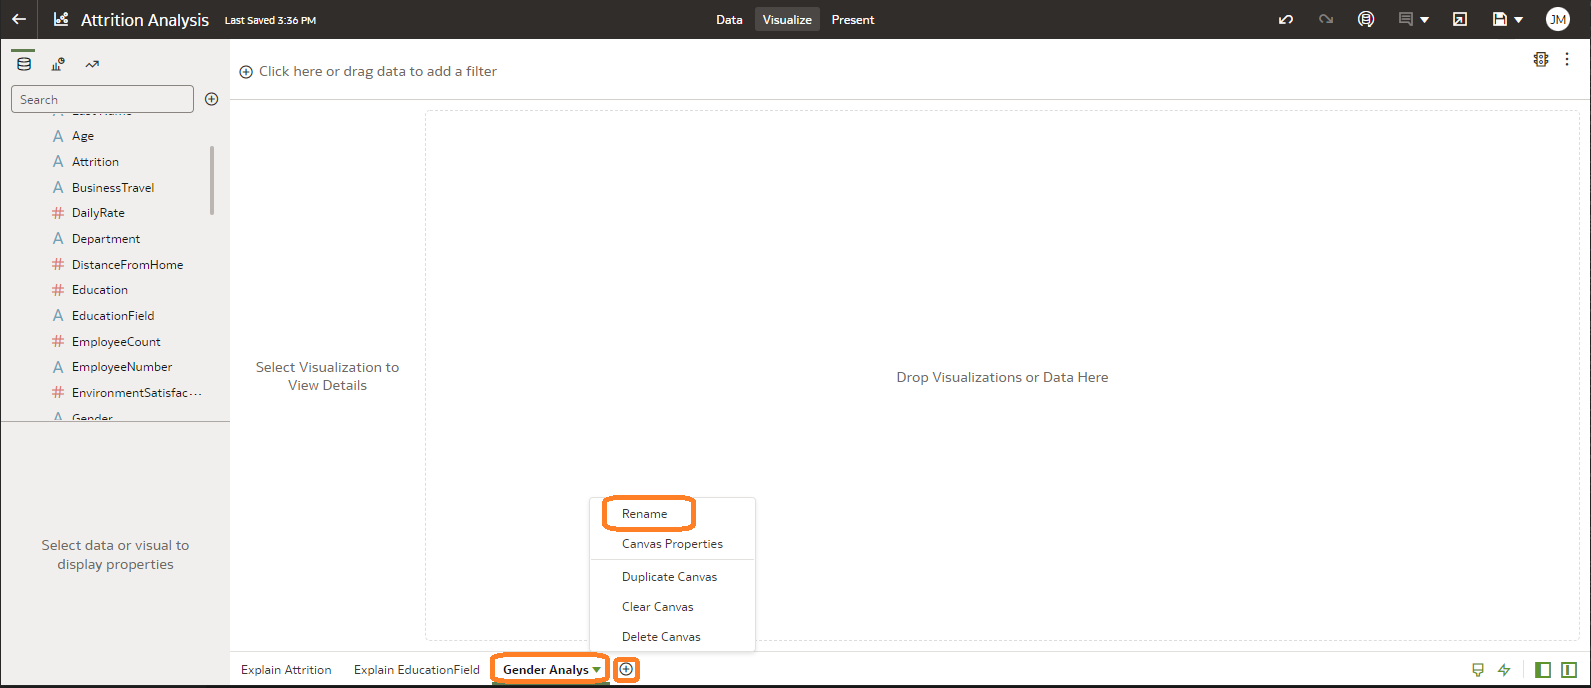 Attrition Analysis
Last Saved 3:36 PM
Data
Visualize
Present
JM
Search
Click here or drag data to add a filter
A Age
A Attrition
A BusinessTravel
# DailyRate
A Department
# DistanceFromHome
# Education
A EducationField
# EmployeeCount
A EmployeeNumber
# EnvironmentSatisfac...
A Gender
Select data or visual to
display properties
Select Visualization to
View Details
Drop Visualizations or Data Here
Rename
Canvas Properties
Duplicate Canvas
Clear Canvas
Delete Canvas
Explain Attrition
Explain EducationField
Gender Analys